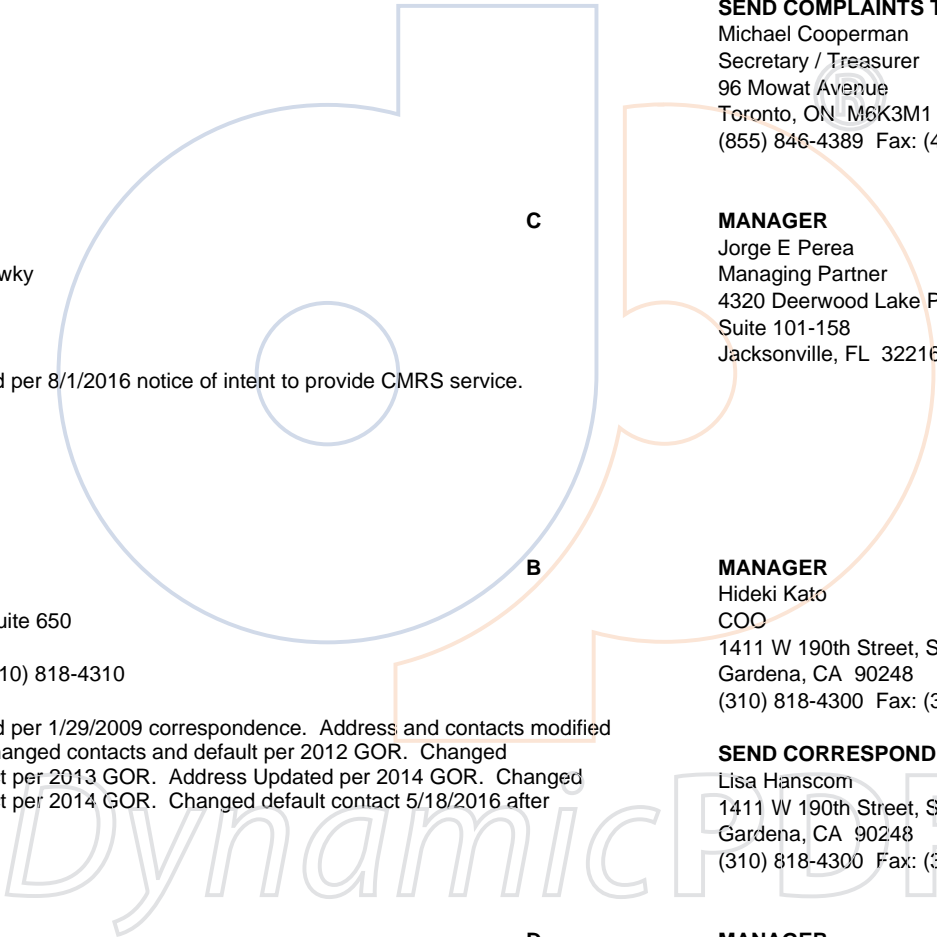 SEND COMPLAINTS
Michael Cooperman
Secretary / Treasurer
96 Mowat Avenue
Toronto, ON M6K3M1
(855) 846-4389 Fax: (4
C
MANAGER
Jorge E Perea
wky
Managing Partner
4320 Deerwood Lake P
Suite 101-158
Jacksonville, FL 32216
d per 8/1/2016 notice of intent to provide CMRS service.
B
MANAGER
Hideki Kato
COO
uite 650
1411 W 190th Street, S
Gardena, CA 90248
10) 818-4310
(310) 818-4300 Fax: (3
d per 1/29/2009 correspondence. Address and contacts modified
hanged contacts and default per 2012 GOR. Changed
t per 2013 GOR. Address Updated per 2014 GOR. Changed
t per 2014 GOR. Changed default contact 5/18/2016 after
SEND CORRESPOND
Lisa Hanscom
1411 W 190th Street, S
Gardena, CA 90248
(310) 818-4300 Fax: (3
DynamicPDF
®